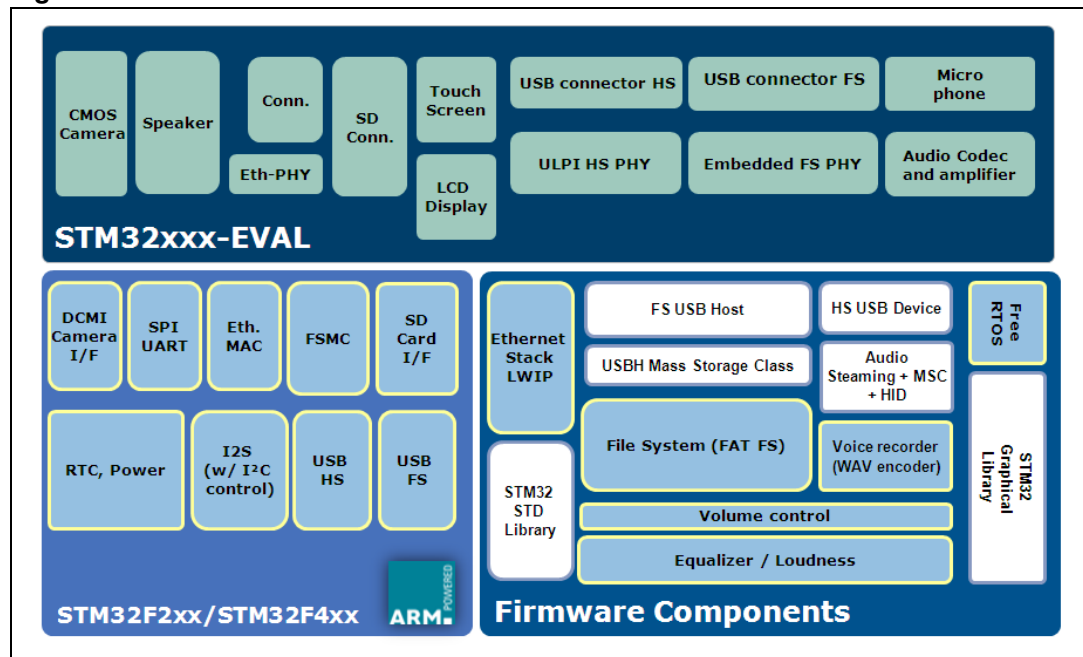 CMOS
Camera
Speaker
Conn.
Eth-PHY
SD
Conn.
Touch
Screen
LCD
Display
USB connector HS
USB connector FS
Micro
phone
ULPI HS PHY
Embedded FS PHY
Audio Codec
and amplifier
STM32xxx-EVAL
DCMI
Camera
I/F
SPI
UART
Eth.
MAC
FSMC
SD
Card
I/F
RTC, Power
I2S
(w/ I²C
control)
USB
HS
USB
FS
STM32F2xx/STM32F4xx
ARM
POWERED
Ethernet
Stack
LWIP
FS USB Host
HS USB Device
Free
RTOS
USBH Mass Storage Class
Audio
Steaming + MSC
+ HID
File System (FAT FS)
Voice recorder
(WAV encoder)
STM32
STD
Library
STM32
Graphical
Library
Volume control
Equalizer / Loudness
Firmware Components